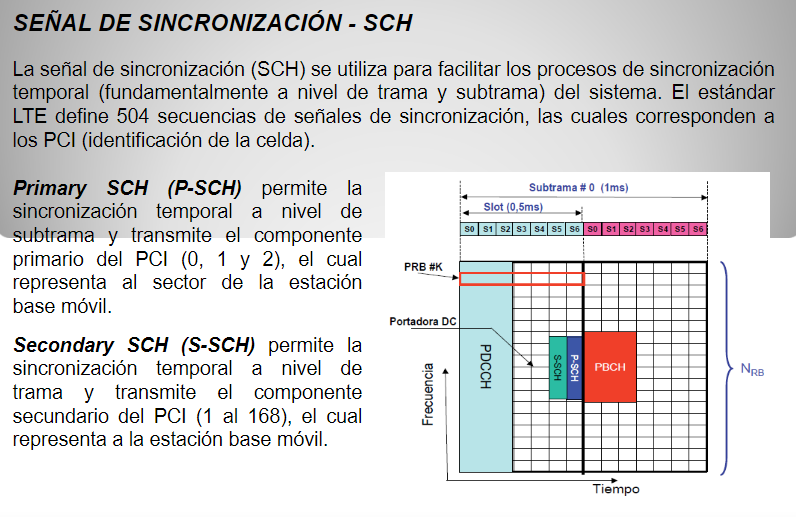 SEÑAL DE SINCRONIZACIÓN - SCH
La señal de sincronización (SCH) se utiliza para facilitar los procesos de sincronización
temporal (fundamentalmente a nivel de trama y subtrama) del sistema. El estándar
LTE define 504 secuencias de señales de sincronización, las cuales corresponden a
los PCI (identificación de la celda).
Primary SCH (P-SCH) permite la
sincronización temporal a nivel de
subtrama y transmite el componente
primario del PCI (0, 1 y 2), el cual
representa al sector de la estación
base móvil.
Secondary SCH (S-SCH) permite la
sincronización temporal a nivel de
trama y transmite el componente
secundario del PCI (1 al 168), el cual
representa a la estación base móvil.
Subtrama # 0 (1ms)
Slot (0,5ms)
S0 S1 S2 S3 S4 S5 S6 S0 S1 S2 S3 S4 S5 S6
PRB #K
Portadora DC
PDCCH
S-SCH
P-SCH
PBCH
NRB
Frecuencia
Tiempo